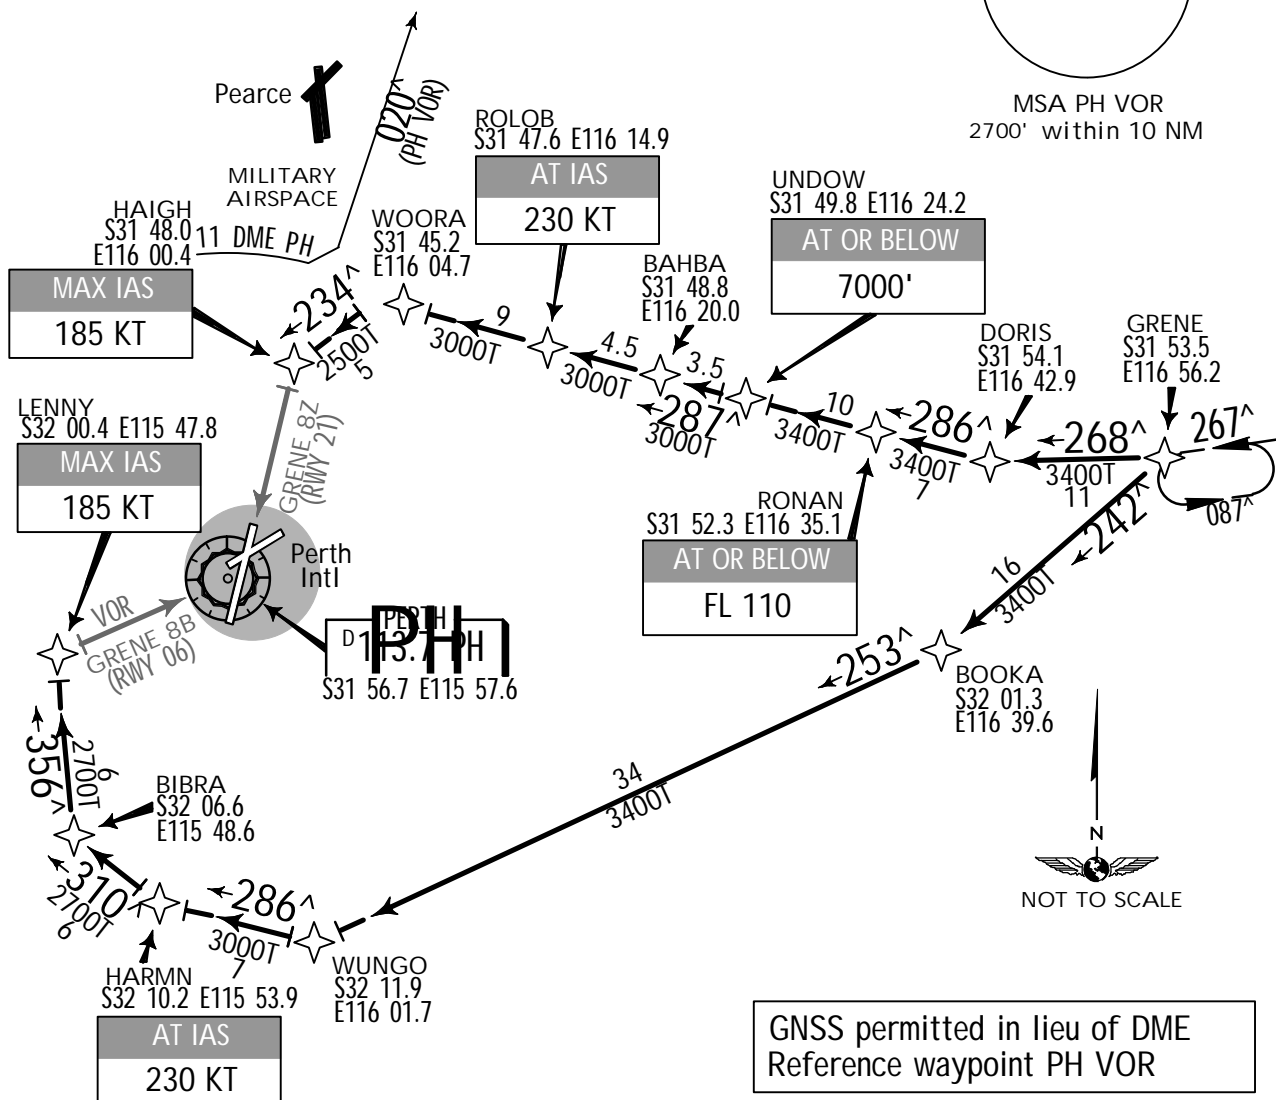 MSA PH VOR
2700' within 10 NM
Pearce
MILITARY
AIRSPACE
020^
(PH VOR)
11 DME PH
HAIGH
S31 48.0
E116 00.4
MAX IAS
185 KT
WOORA
S31 45.2
E116 04.7
234^
2500T
5
ROLOB
S31 47.6 E116 14.9
AT IAS
230 KT
9
3000T
BAHBA
S31 48.8
E116 20.0
4.5
3000T
UNDOW
S31 49.8 E116 24.2
AT OR BELOW
7000'
3.5
287^
3000T
10
3400T
DORIS
S31 54.1
E116 42.9
286^
3400T
7
GRENE
S31 53.5
E116 56.2
268^
3400T
11
267^
087^
RONAN
S31 52.3 E116 35.1
AT OR BELOW
FL 110
242^
16
3400T
LENNY
S32 00.4 E115 47.8
MAX IAS
185 KT
GRENE 8Z
(RWY 21)
Perth
Intl
VOR
GRENE 8B
(RWY 06)
PERTH
D 113.7 PH
PH
S31 56.7 E115 57.6
BOOKA
S32 01.3
E116 39.6
253^
34
3400T
356^
2700T
6
BIBRA
S32 06.6
E115 48.6
310^
2700T
6
286^
3000T
7
HARMN
S32 10.2 E115 53.9
AT IAS
230 KT
WUNGO
S32 11.9
E116 01.7
N
NOT TO SCALE
GNSS permitted in lieu of DME
Reference waypoint PH VOR